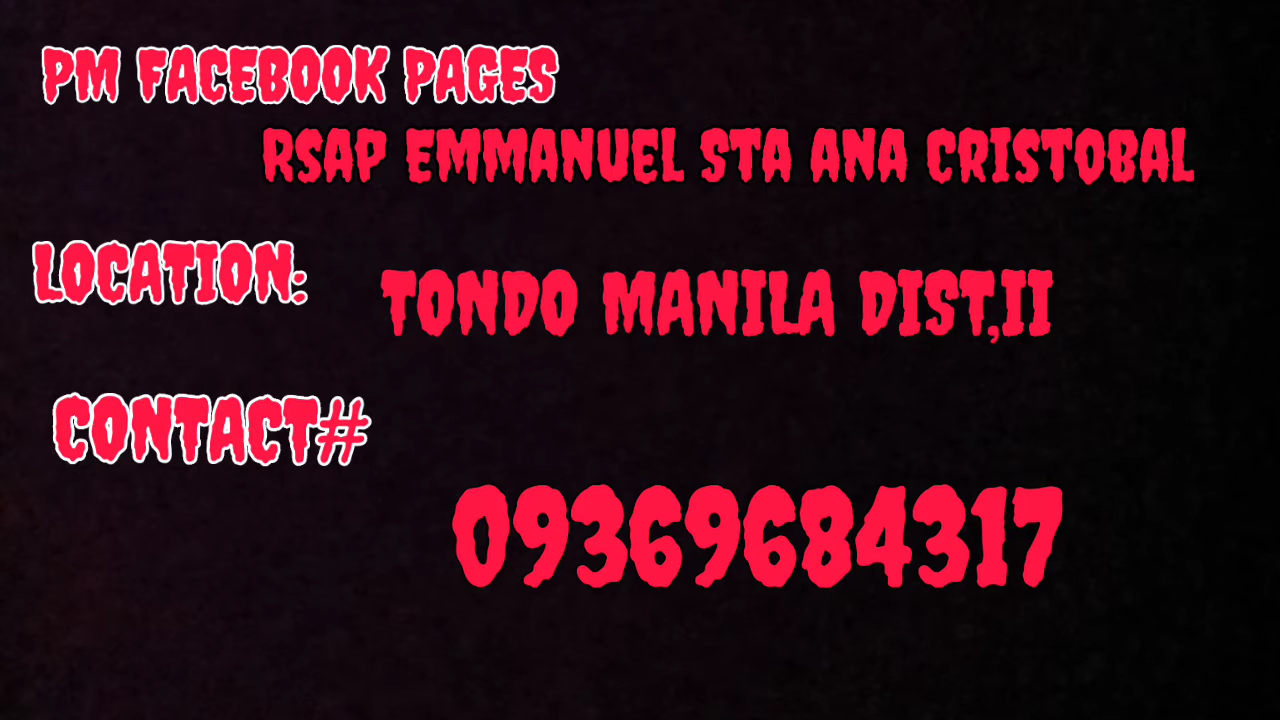 PM FACEBOOK PAGES
RSAP EMMANUEL STA ANA CRISTOBAL
LOCATION:
TONDO MANILA DIST,II
CONTACT#
09369684317